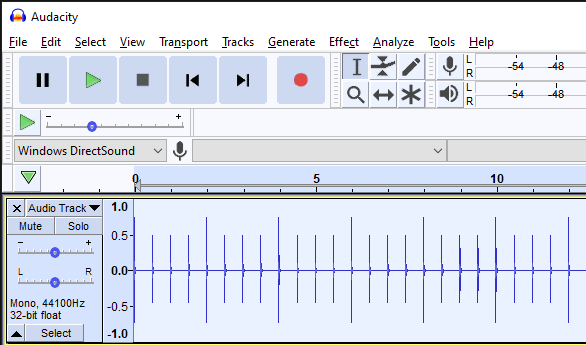 Audacity
File Edit Select View Transport Tracks Generate Effect Analyze Tools Help
L
R
-54 -48
L
R
-54 -48
- +
Windows DirectSound
0 5 10
X Audio Track
Mute Solo
- +
L R
Mono, 44100Hz
32-bit float
Select
1.0
0.5
0.0
-0.5
-1.0